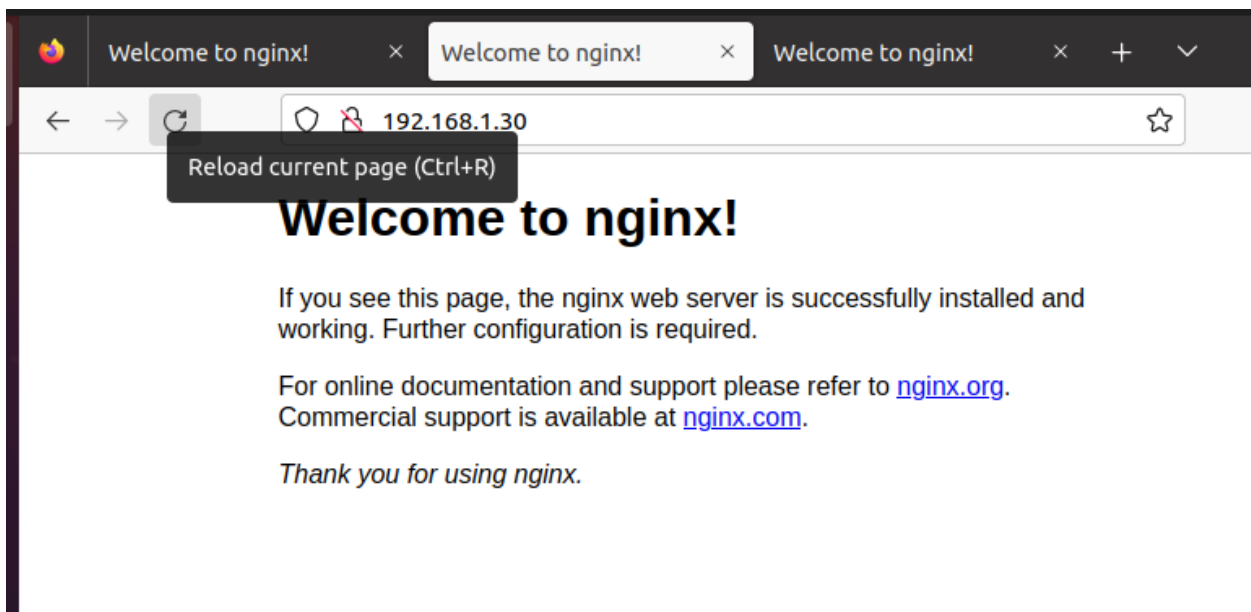 Welcome to nginx! Welcome to nginx! Welcome to nginx!
192.168.1.30
Reload current page (Ctrl+R)
Welcome to nginx!
If you see this page, the nginx web server is successfully installed and
working. Further configuration is required.
For online documentation and support please refer to nginx.org.
Commercial support is available at nginx.com.
Thank you for using nginx.